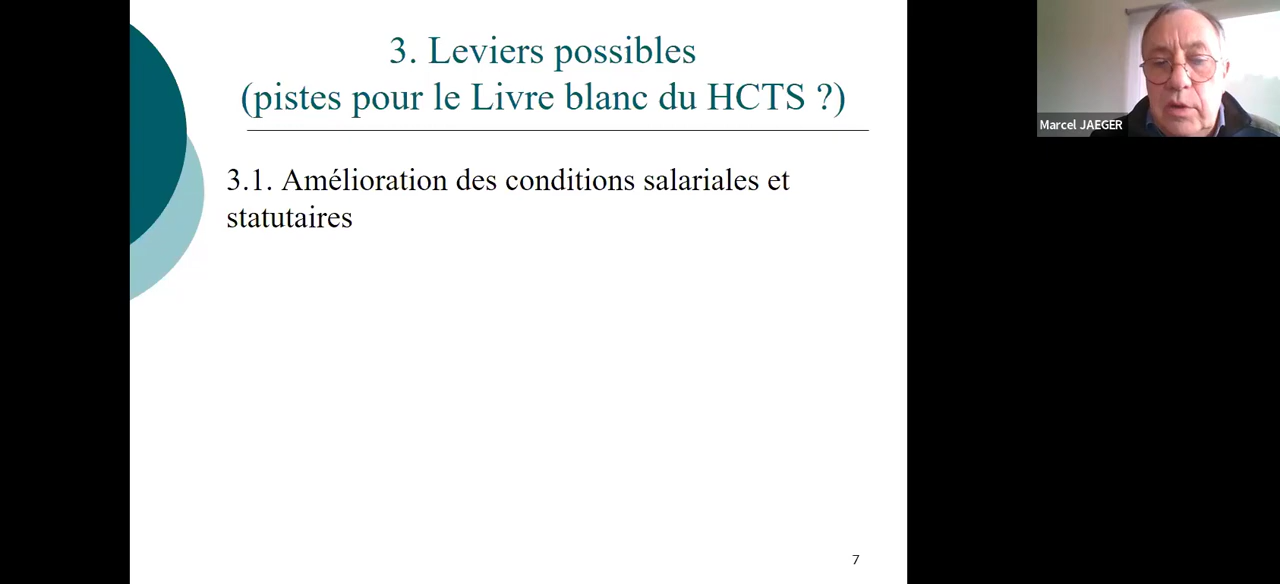 3. Leviers possibles
(pistes pour le Livre blanc du HCTS ?)
Marcel JAEGER
3.1. Amélioration des conditions salariales et
statutaires
7